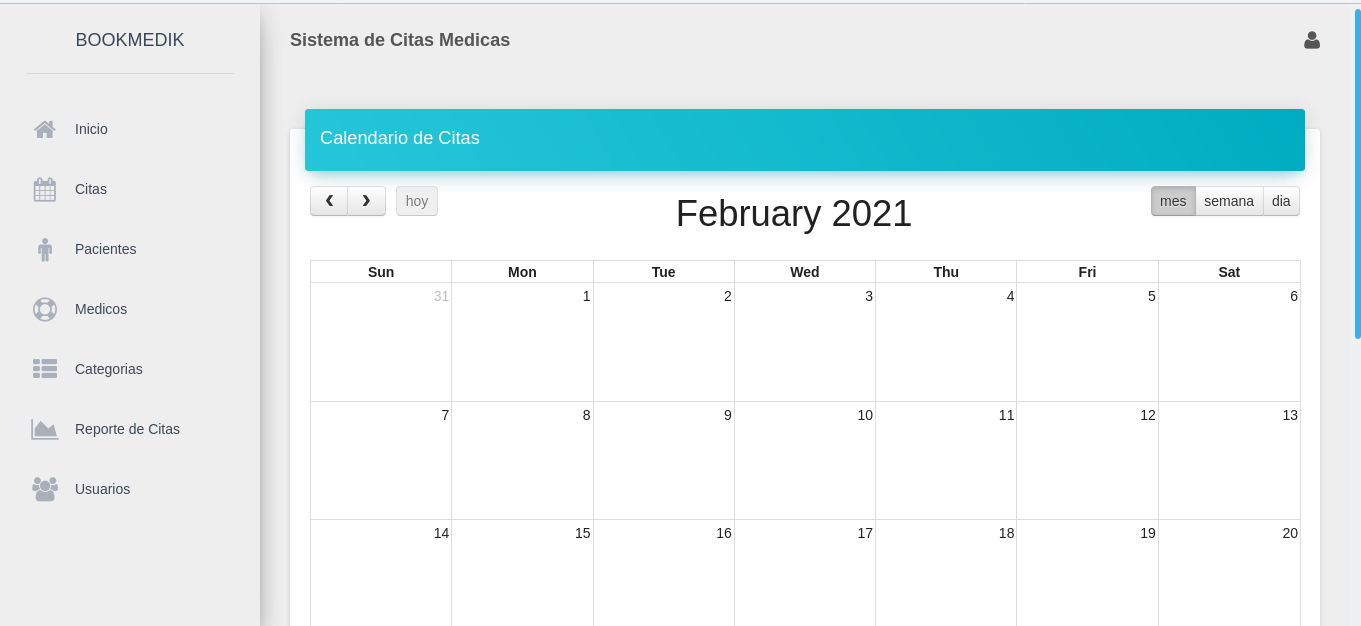 BOOKMEDIK
Sistema de Citas Medicas
Inicio
Citas
Pacientes
Medicos
Categorias
Reporte de Citas
Usuarios
Calendario de Citas
hoy
February 2021
mes semana dia
Sun Mon Tue Wed Thu Fri Sat
31 1 2 3 4 5 6
7 8 9 10 11 12 13
14 15 16 17 18 19 20